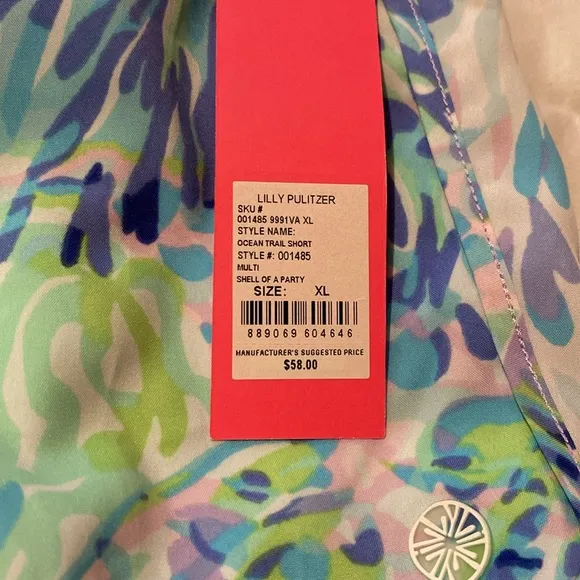 LILLY PULITZER
SKU #
001485 9991VA XL
STYLE NAME:
OCEAN TRAIL SHORT
STYLE #: 001485
MULTI
SHELL OF A PARTY
SIZE: XL
889069 604646
MANUFACTURER'S SUGGESTED PRICE
$58.00